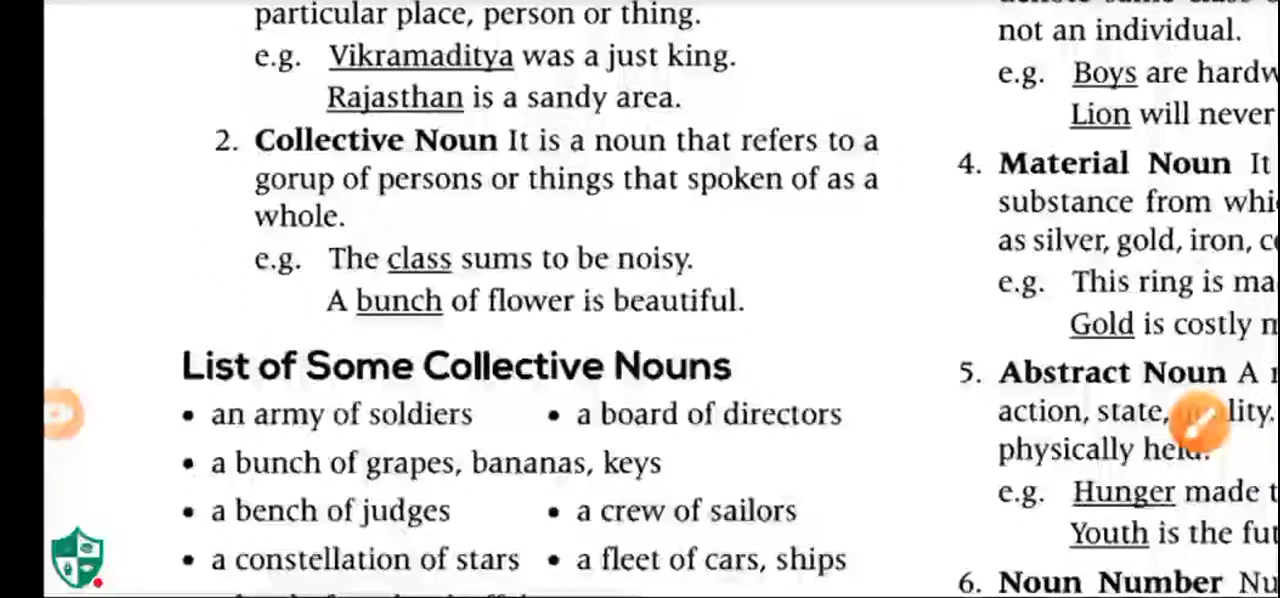 particular place, person or thing.
e.g. Vikramaditya was a just king.
Rajasthan is a sandy area.
2. Collective Noun It is a noun that refers to a
gorup of persons or things that spoken of as a
whole.
e.g. The class sums to be noisy.
A bunch of flower is beautiful.
List of Some Collective Nouns
• an army of soldiers • a board of directors
• a bunch of grapes, bananas, keys
• a bench of judges • a crew of sailors
• a constellation of stars • a fleet of cars, ships
not an individual.
e.g. Boys are
Lion will never
4. Material Noun It
substance from
as silver, gold, iron,
e.g. This ring is
Gold is costly
5. Abstract Noun A
action, state,
physically
e.g. Hunger made
Youth is the
6. Noun Number